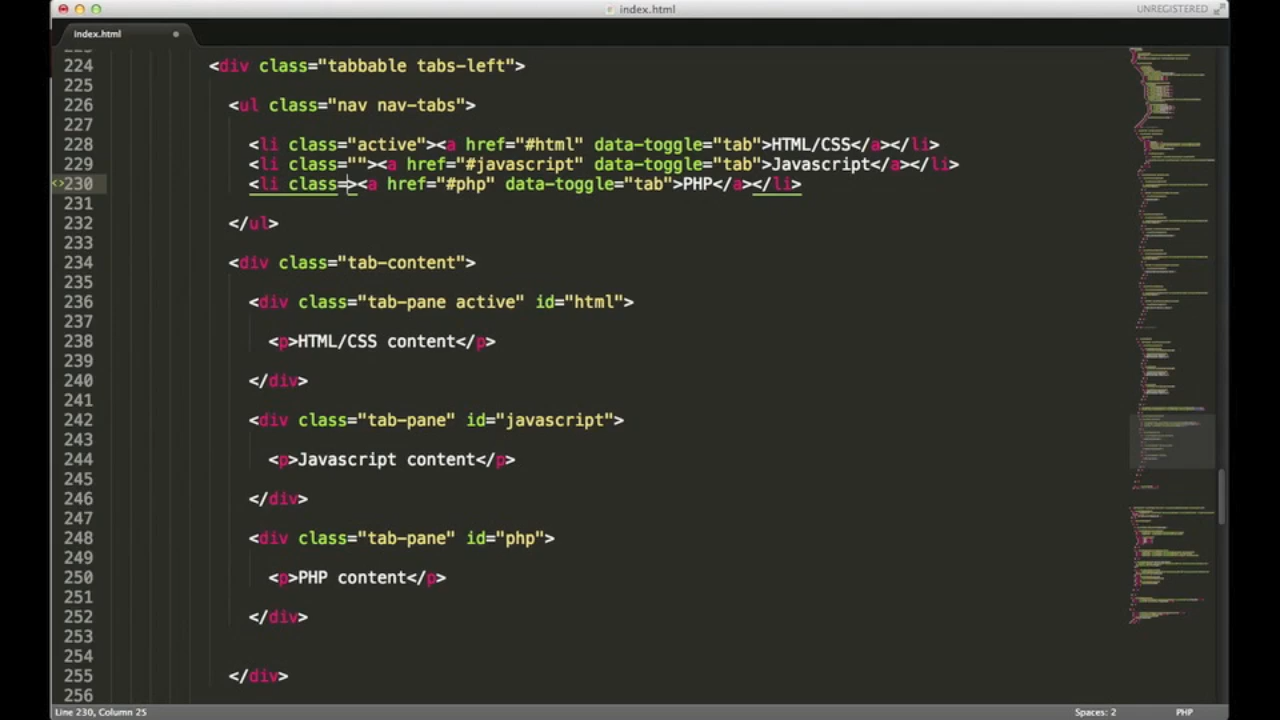 index.html
UNREGISTERED
index.html
224 <div class="tabbable tabs-left">
225
226 <ul class="nav nav-tabs">
227
228 <li class="active"><a href="#html" data-toggle="tab">HTML/CSS</a></li>
229 <li class=""><a href="#javascript" data-toggle="tab">Javascript</a></li>
<>230 <li class=><a href="#php" data-toggle="tab">PHP</a></li>
231
232 </ul>
233
234 <div class="tab-content">
235
236 <div class="tab-pane active" id="html">
237
238 <p>HTML/CSS content</p>
239
240 </div>
241
242 <div class="tab-pane" id="javascript">
243
244 <p>Javascript content</p>
245
246 </div>
247
248 <div class="tab-pane" id="php">
249
250 <p>PHP content</p>
251
252 </div>
253
254
255 </div>
256
Line 230, Column 25
Spaces: 2
PHP